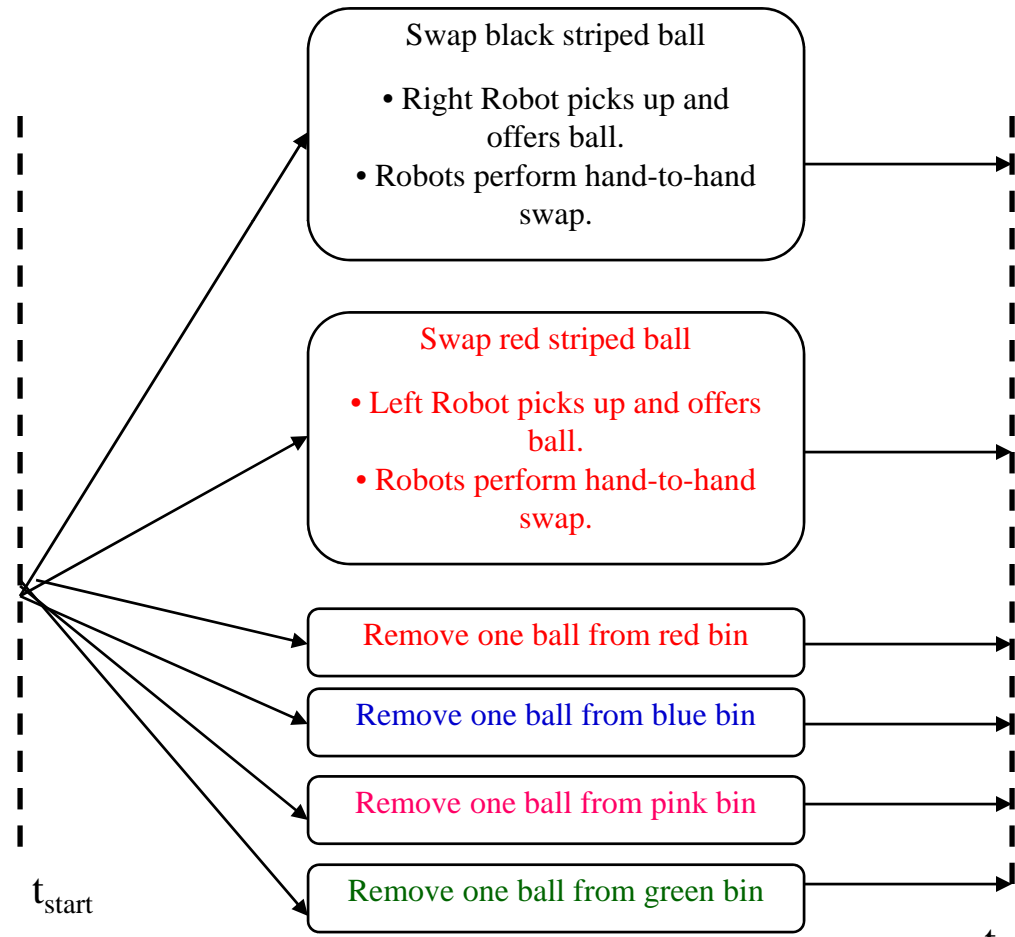 Swap black striped ball
• Right Robot picks up and
offers ball.
• Robots perform hand-to-hand
swap.
Swap red striped ball
• Left Robot picks up and offers
ball.
• Robots perform hand-to-hand
swap.
Remove one ball from red bin
Remove one ball from blue bin
Remove one ball from pink bin
Remove one ball from green bin
t_start
t